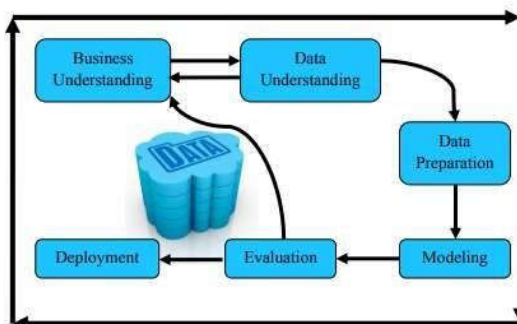 Business
Understanding
Data
Understanding
Data
Preparation
DATA
Deployment
Evaluation
Modeling